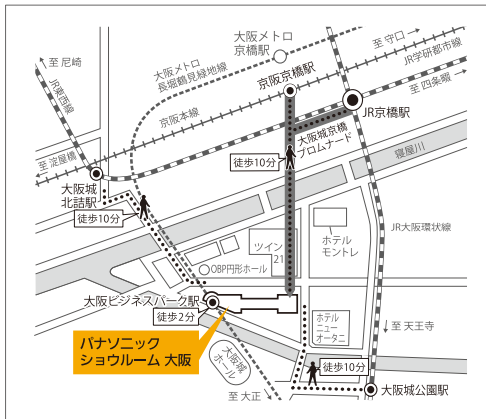 大阪メトロ
京橋駅
至 守口
至 尼崎
JR学研都市線
大阪メトロ
長堀鶴見緑地線
京阪京橋駅
至 四条畷
JR東西線
京阪本線
JR京橋駅
大阪城京橋
プロムナード
至 淀屋橋
徒歩10分
寝屋川
大阪城
北詰駅
徒歩10分
ツイン
21
ホテル
モントレ
JR大阪環状線
OBP円形ホール
大阪ビジネスパーク駅
徒歩2分
ホテル
ニュー
オータニ
至 天王寺
パナソニック
ショウルーム 大阪
大阪城
ホール
徒歩10分
至 大正
大阪城公園駅